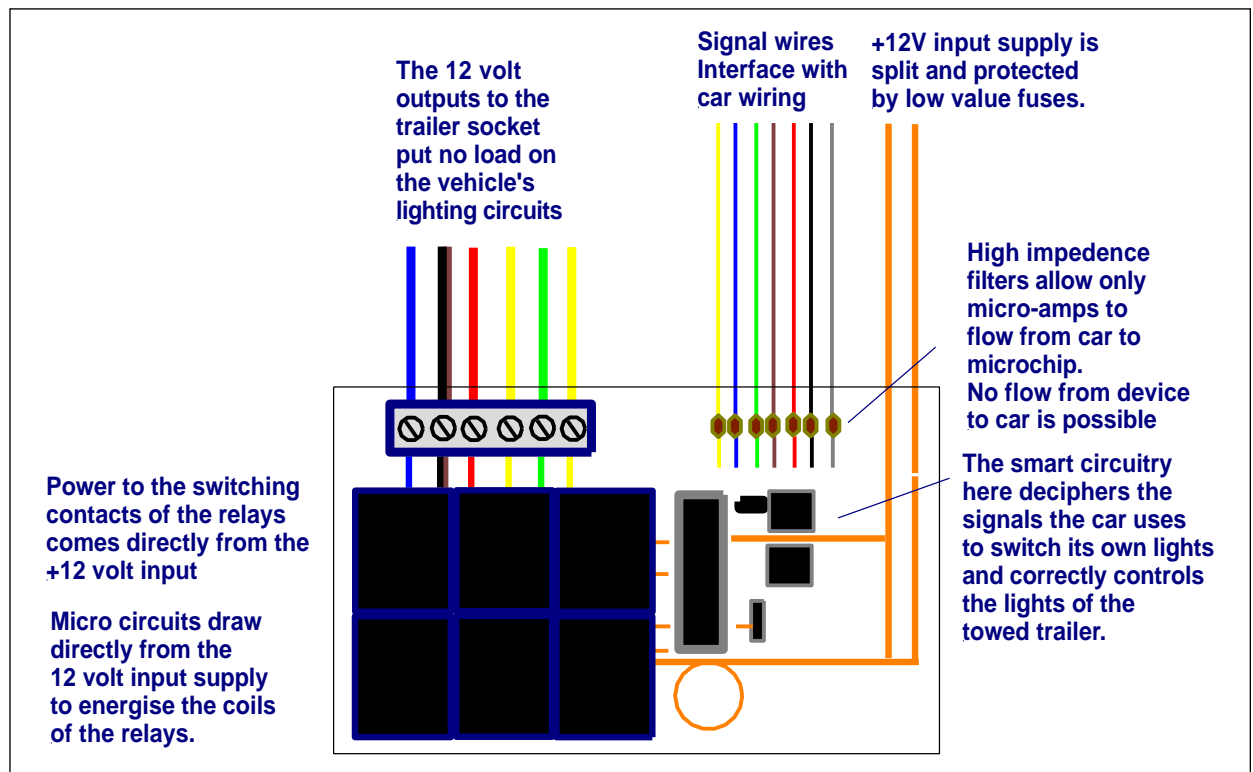 The 12 volt
outputs to the
trailer socket
put no load on
the vehicle's
lighting circuits
Signal wires
Interface with
car wiring
+12V input supply is
split and protected
by low value fuses.
High impedence
filters allow only
micro-amps to
flow from car to
microchip.
No flow from device
to car is possible
The smart circuitry
here deciphers the
signals the car uses
to switch its own lights
and correctly controls
the lights of the
towed trailer.
Power to the switching
contacts of the relays
comes directly from the
+12 volt input
Micro circuits draw
directly from the
12 volt input supply
to energise the coils
of the relays.